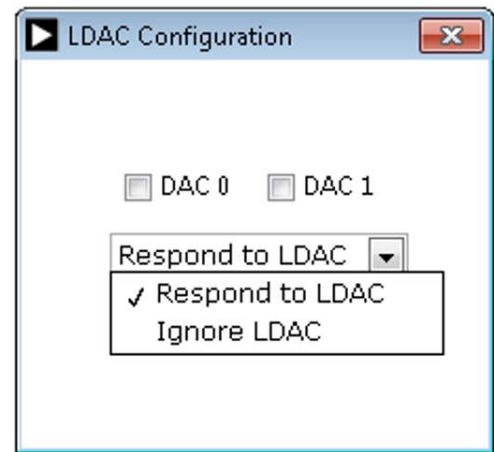 LDAC Configuration
DAC 0 DAC 1
Respond to LDAC
Respond to LDAC
Ignore LDAC